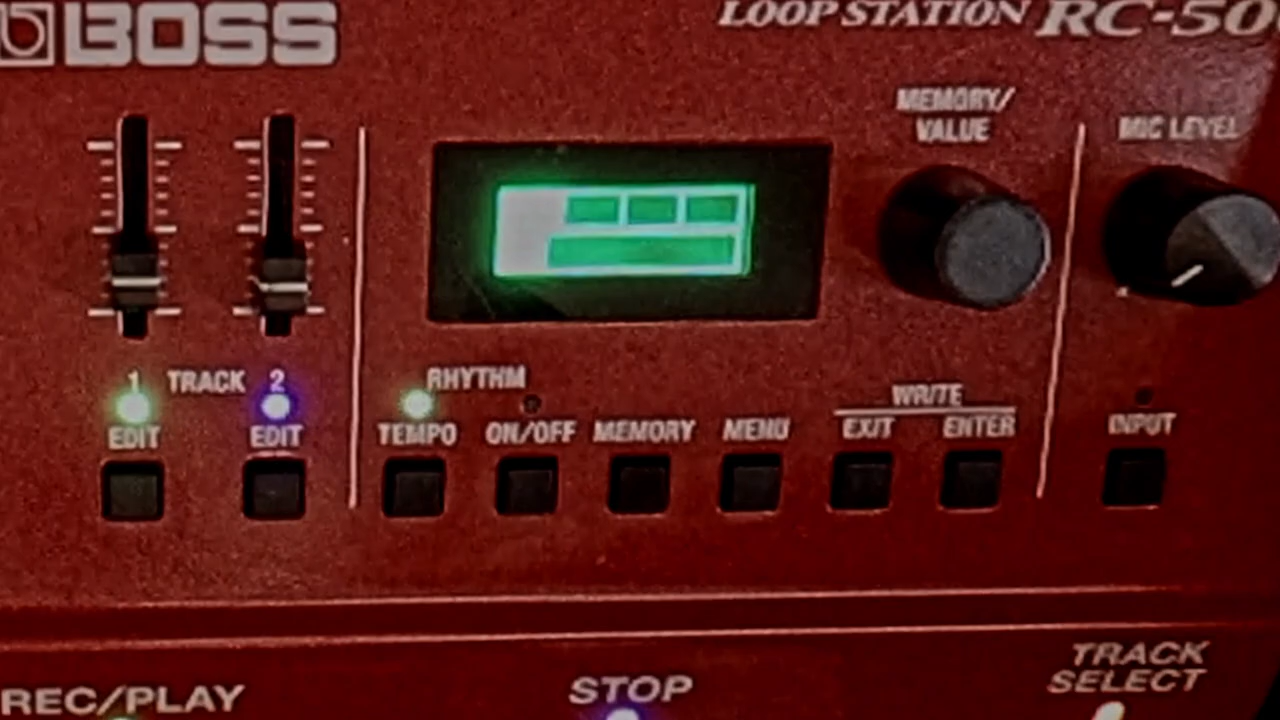 BOSS
LOOP STATION RC-50
MEMORY/
VALUE
MIC LEVEL
1 TRACK 2
EDIT EDIT
RHYTHM
TEMPO ON/OFF MEMORY MENU
WRITE
EXIT ENTER
INPUT
REC/PLAY
STOP
TRACK
SELECT